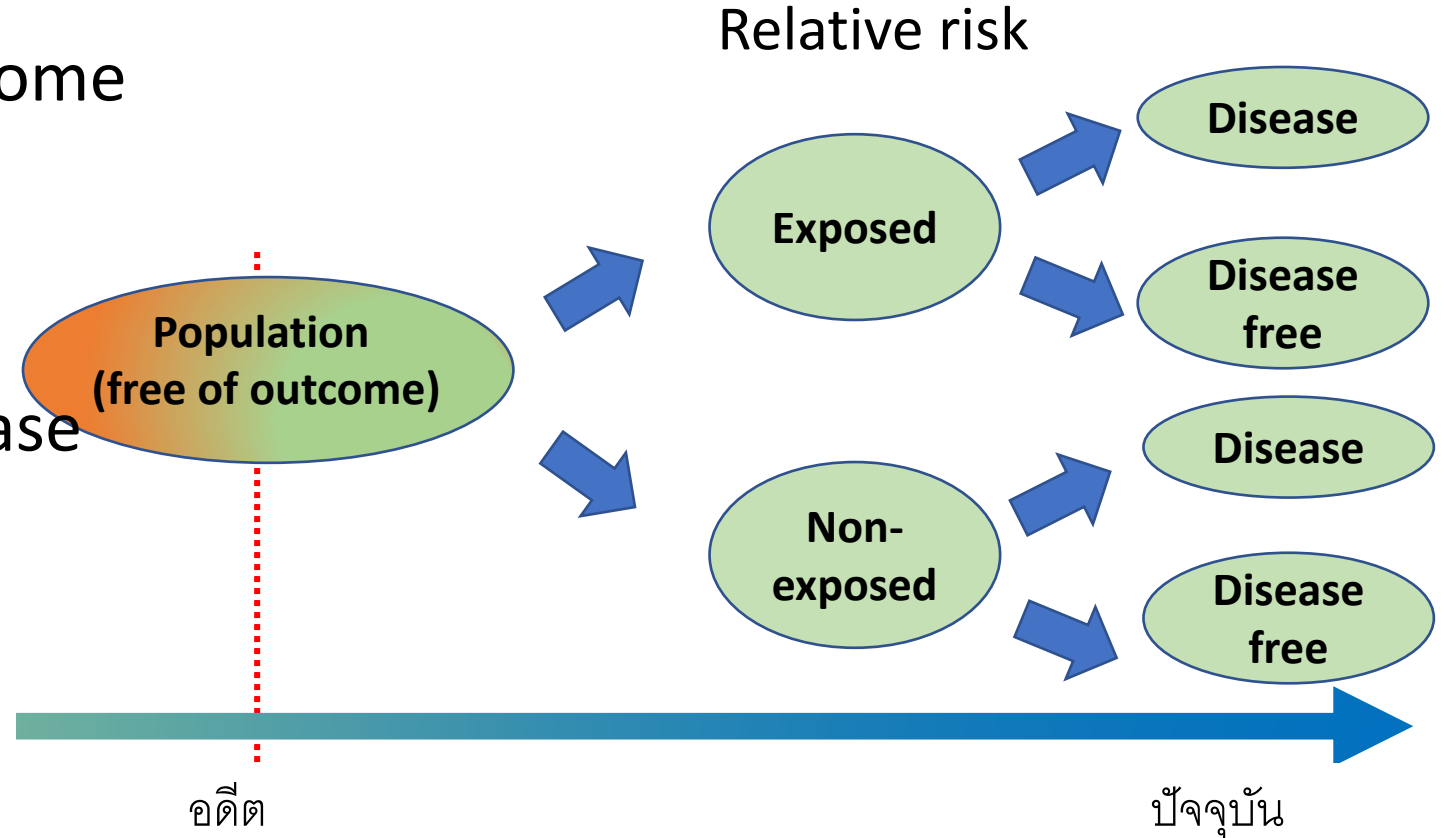 Relative risk
ome
ase
Population
(free of outcome)
Exposed
Non-
exposed
Disease
Disease
free
Disease
Disease
free
อดีต
ปัจจุบัน